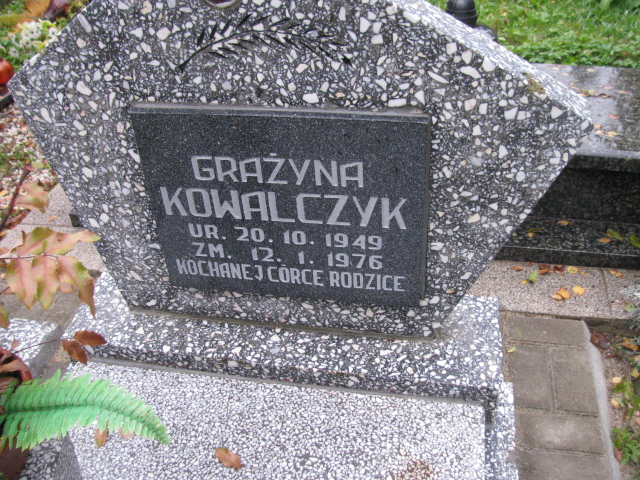 GRAŻYNA
KOWALCZYK
UR. 20. 10. 1949
ZM. 12. 1. 1976
KOCHANEJ CÓRCE RODZICE